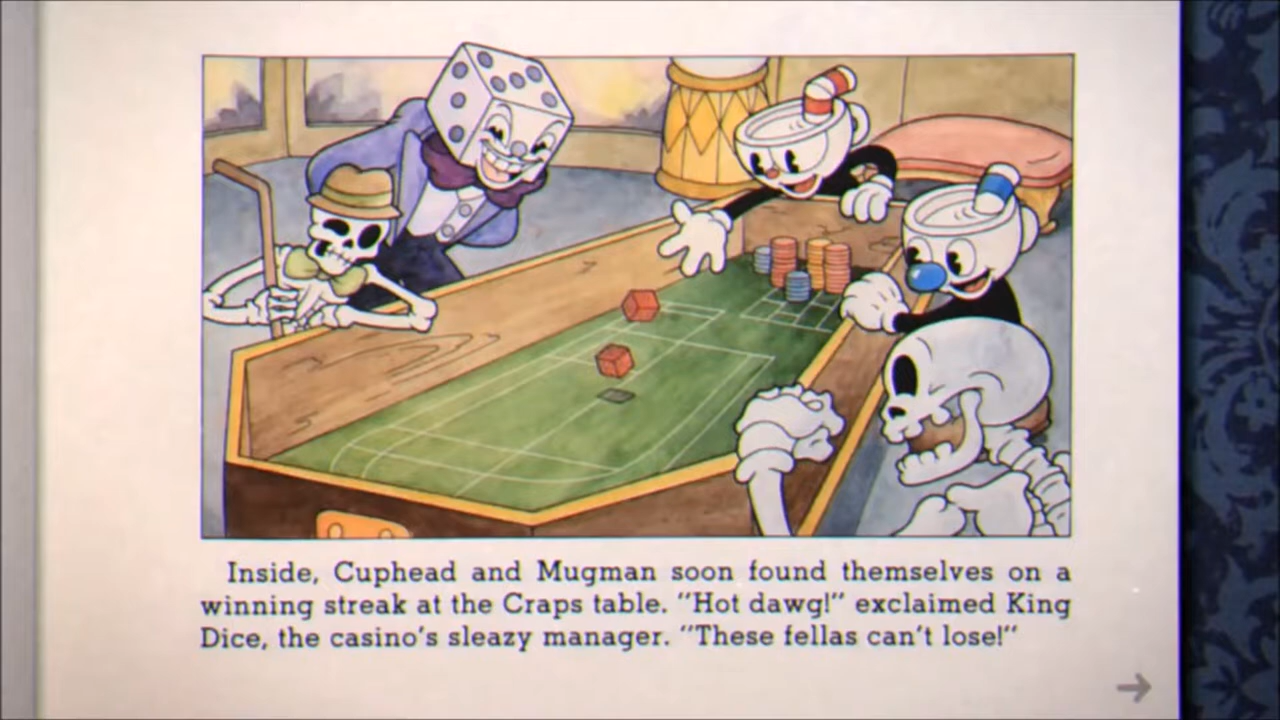 Inside, Cuphead and Mugman soon found themselves on a
winning streak at the Craps table. "Hot dawg!" exclaimed King
Dice, the casino's sleazy manager. "These fellas can't lose!"